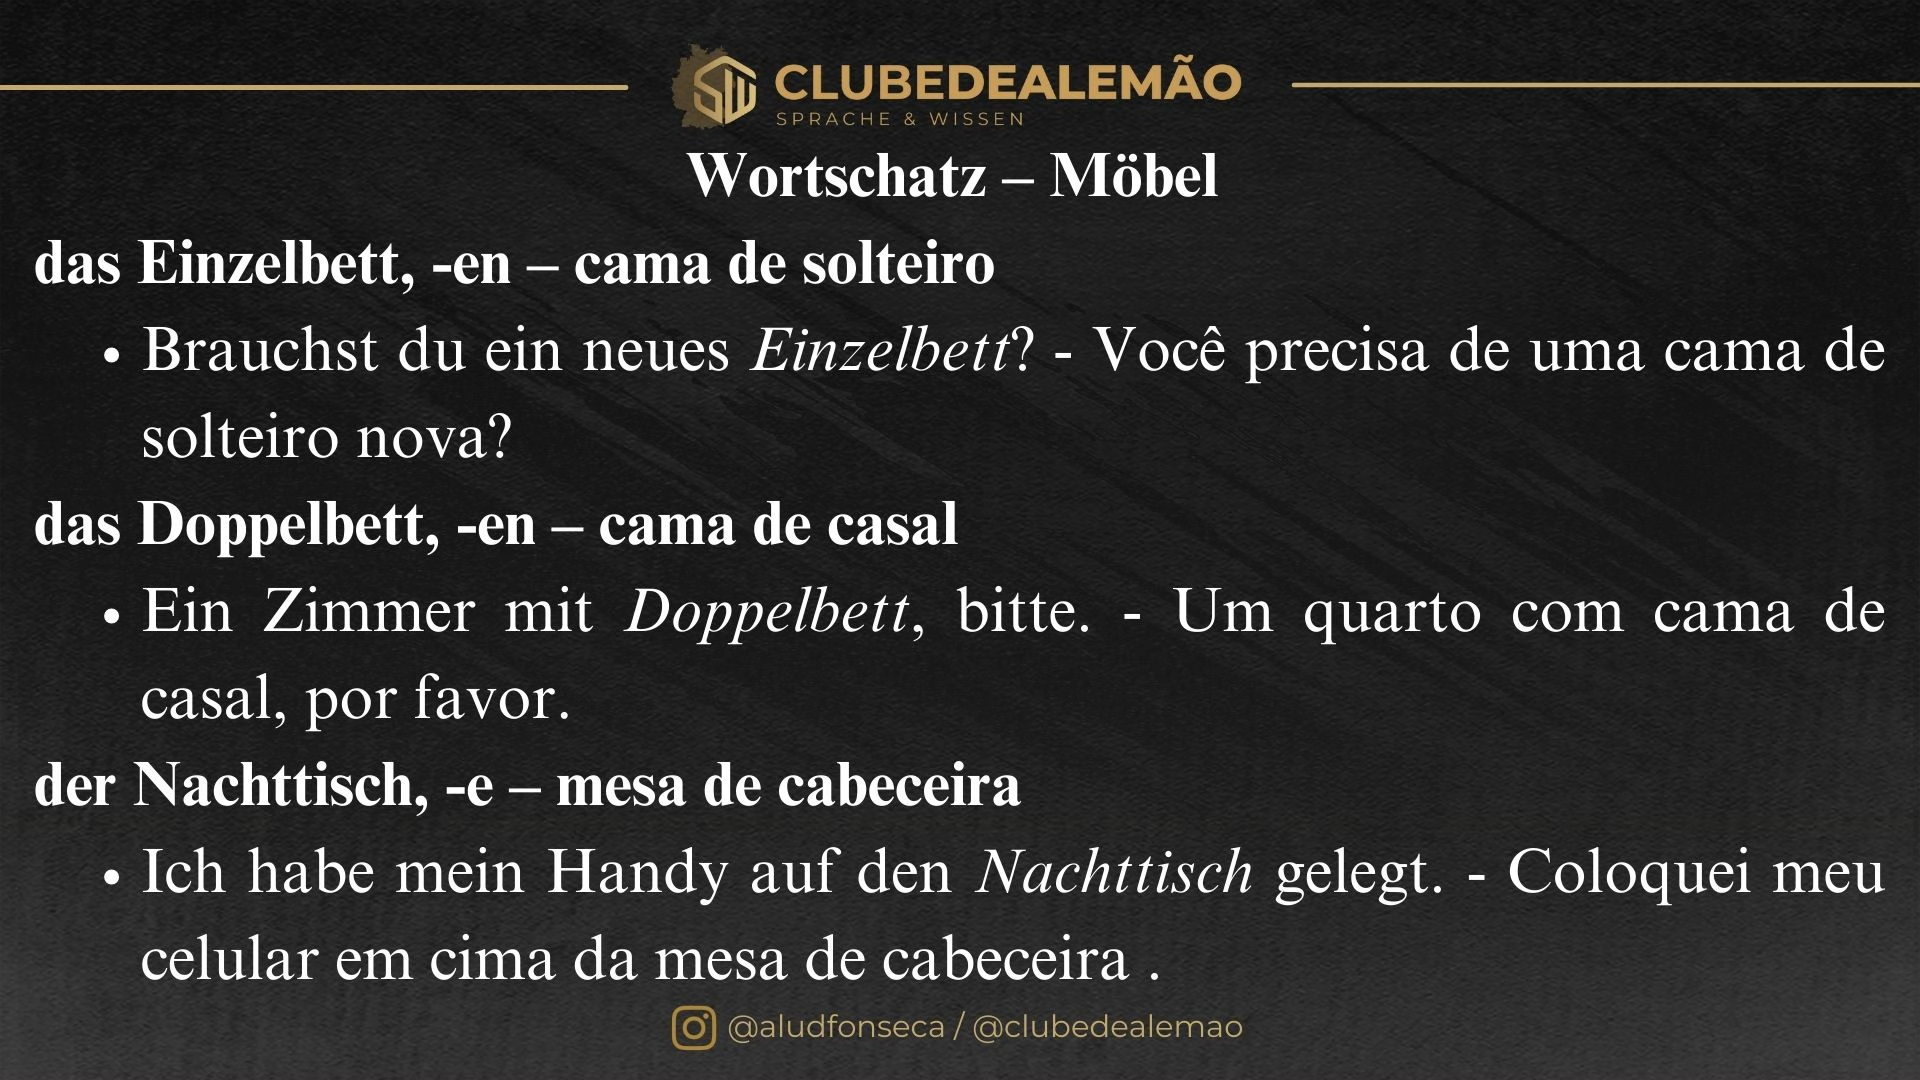 CLUBEDEALEMÃO
SPRACHE & WISSEN
Wortschatz – Möbel
das Einzelbett, -en – cama de solteiro
• Brauchst du ein neues Einzelbett? - Você precisa de uma cama de
solteiro nova?
das Doppelbett, -en – cama de casal
• Ein Zimmer mit Doppelbett, bitte. - Um quarto com cama de
casal, por favor.
der Nachttisch, -e – mesa de cabeceira
• Ich habe mein Handy auf den Nachttisch gelegt. - Coloquei meu
celular em cima da mesa de cabeceira .
@aludfonseca / @clubedealemao